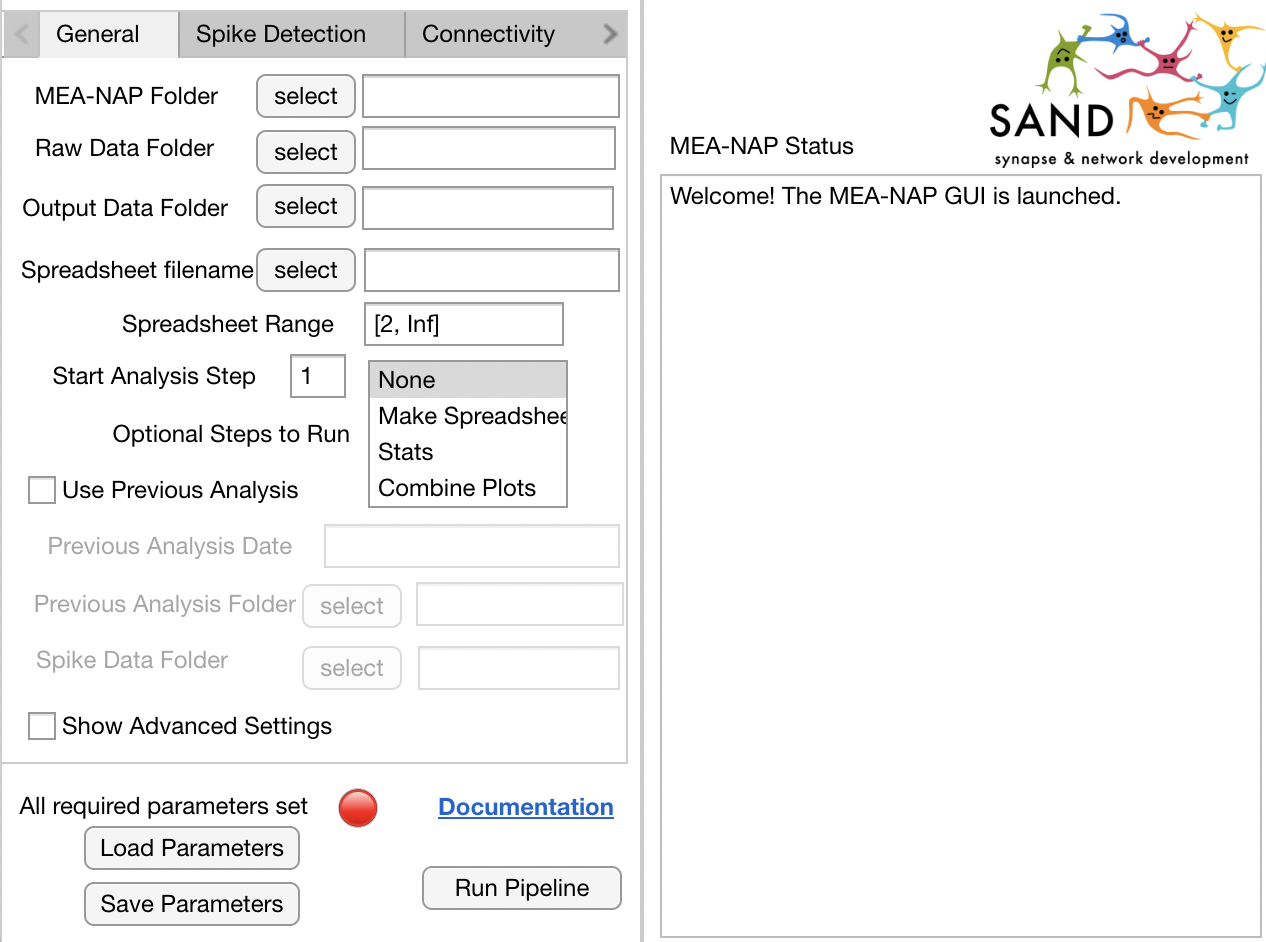 General
Spike Detection
Connectivity
MEA-NAP Folder
select
Raw Data Folder
select
Output Data Folder
select
Spreadsheet filename
select
Spreadsheet Range
[2, Inf]
Start Analysis Step
1
None
Make Spreadshee
Stats
Combine Plots
Optional Steps to Run
Use Previous Analysis
Previous Analysis Date
Previous Analysis Folder
select
Spike Data Folder
select
Show Advanced Settings
All required parameters set
Documentation
Load Parameters
Save Parameters
Run Pipeline
SAND
synapse & network development
MEA-NAP Status
Welcome! The MEA-NAP GUI is launched.